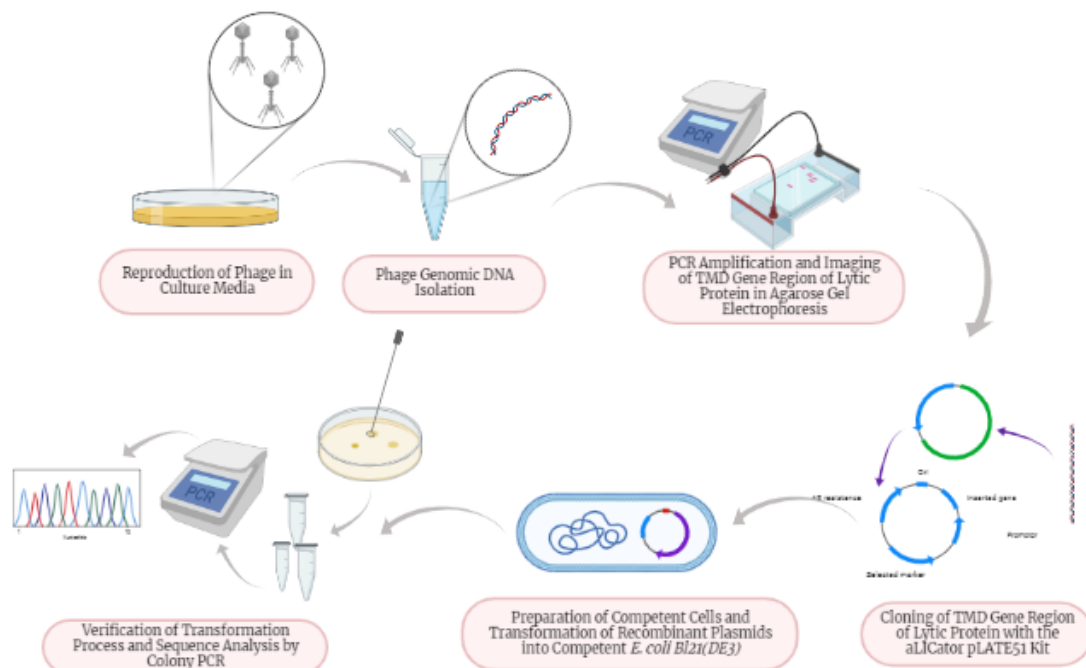 PCR
Reproduction of Phage in
Culture Media
Phage Genomic DNA
Isolation
PCR Amplification and Imaging
of TMD Gene Region of Lytic
Protein in Agarose Gel
Electrophoresis
Ori
AB resistance
Inserted gene
Promotor
Selected marker
PCR
1
10
Verification of Transformation
Process and Sequence Analysis by
Colony PCR
Preparation of Competent Cells and
Transformation of Recombinant Plasmids
into Competent E. coli Bl21(DE3)
Cloning of TMD Gene Region
of Lytic Protein with the
aLICator pLATE51 Kit